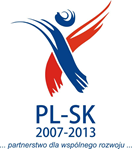 PL-SK
2007-2013
... partnerstwo dla wspólnego rozwoju ...